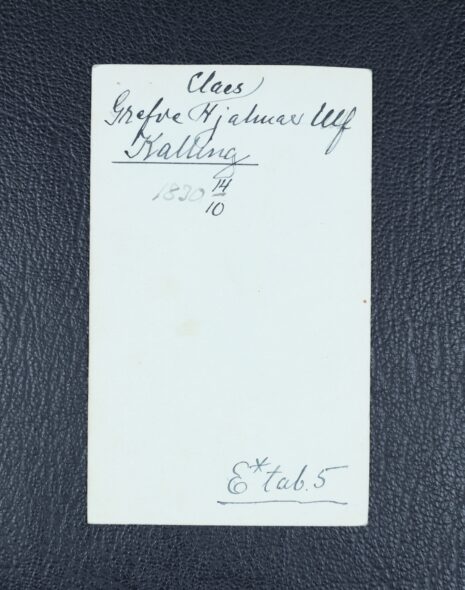 Claes
Grefve Hjalmar Ulf
Kalling
1830 14/10
E* tab. 5